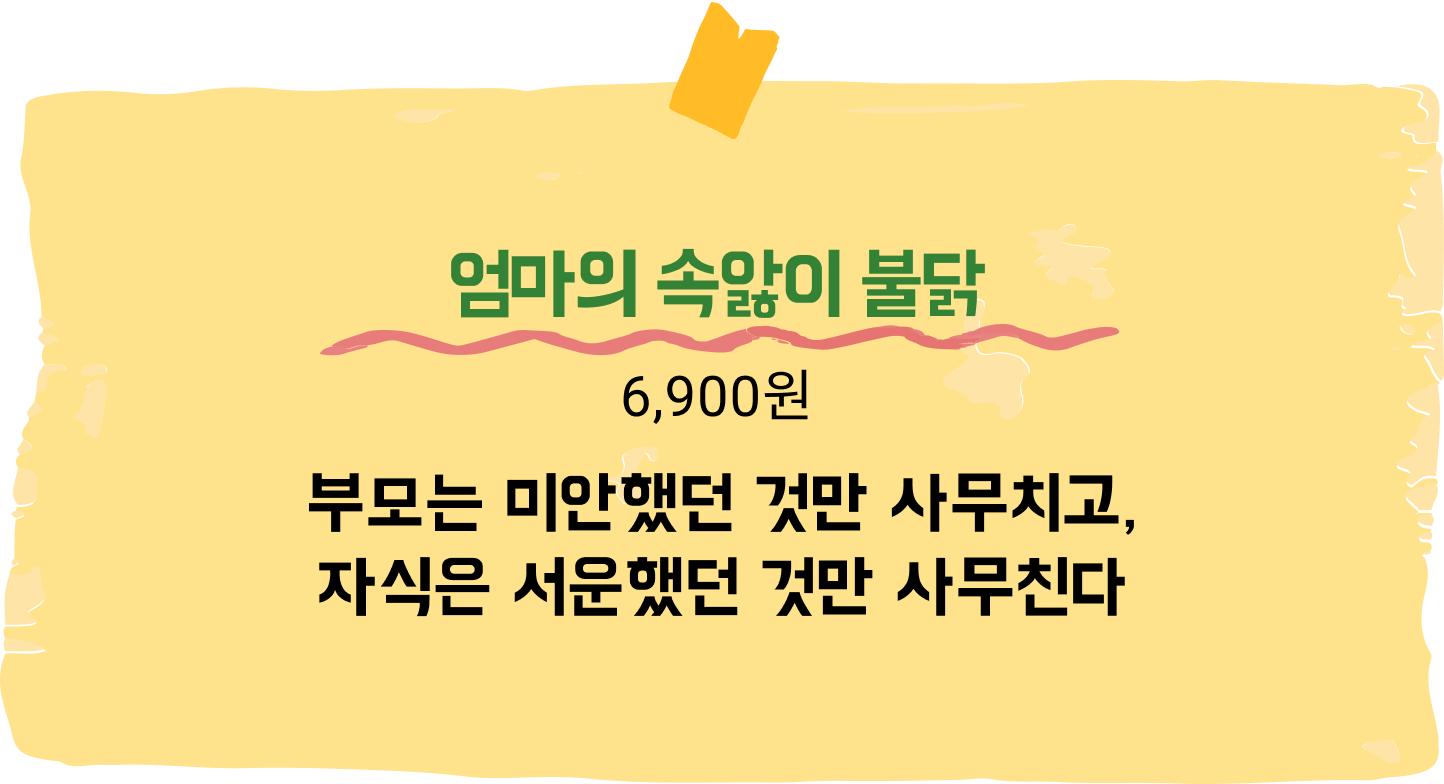 엄마의 속앓이 불닭
6,900원
부모는 미안했던 것만 사무치고,
자식은 서운했던 것만 사무친다